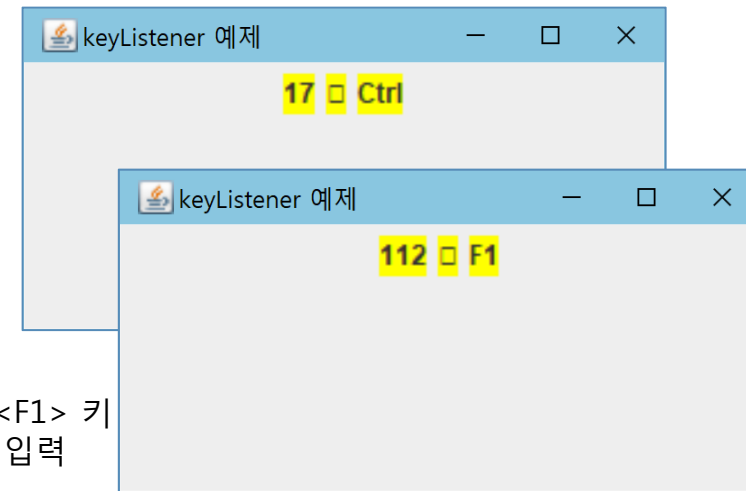 keyListener 예제
17 □ Ctrl
keyListener 예제
112 □ F1
<F1> 키
입력